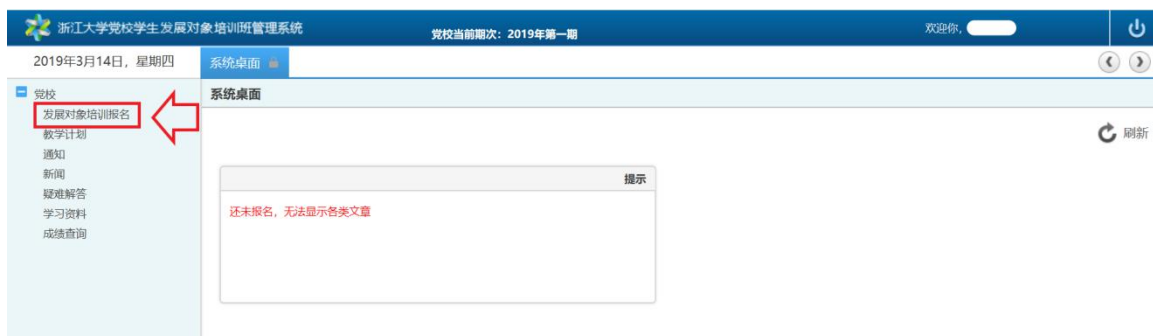 浙江大学党校学生发展对象培训班管理系统
党校当前期次：2019年第一期
欢迎你,
2019年3月14日，星期四
系统桌面
党校
系统桌面
发展对象培训报名
刷新
教学计划
通知
新闻
提示
疑难解答
学习资料
还未报名，无法显示各类文章
成绩查询